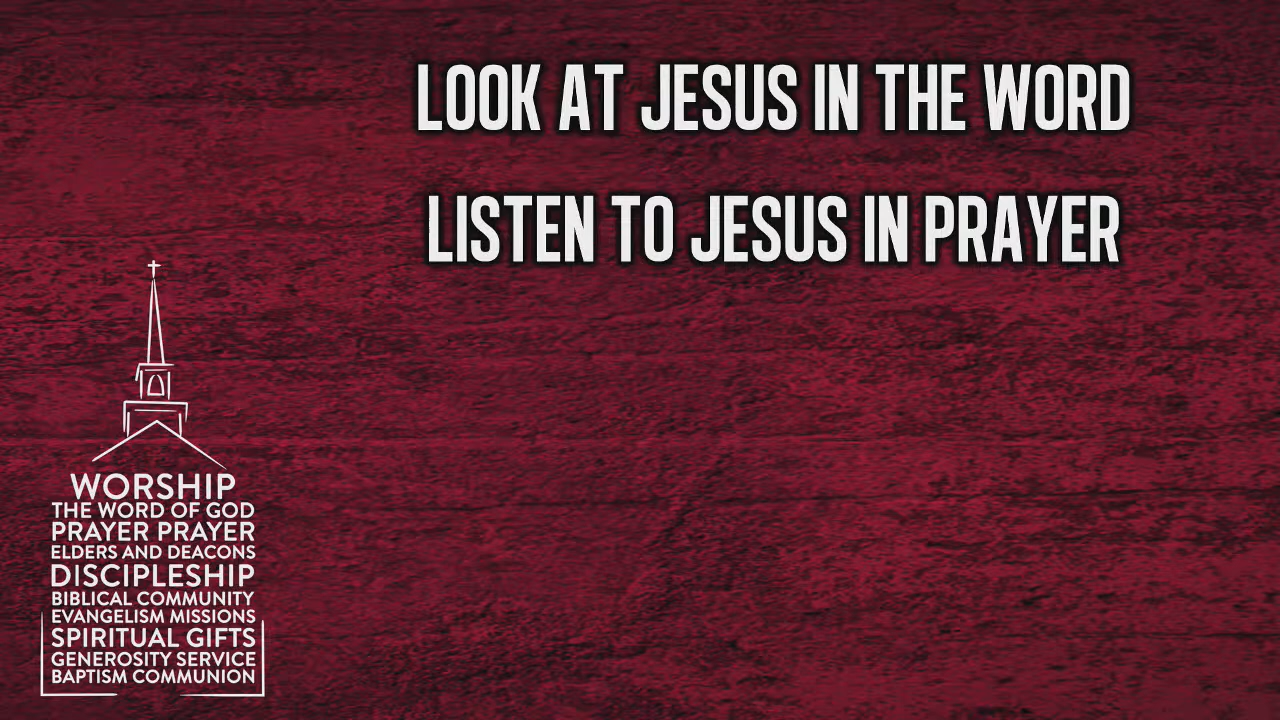 LOOK AT JESUS IN THE WORD
LISTEN TO JESUS IN PRAYER
WORSHIP
THE WORD OF GOD
PRAYER PRAYER
ELDERS AND DEACONS
DISCIPLESHIP
BIBLICAL COMMUNITY
EVANGELISM MISSIONS
SPIRITUAL GIFTS
GENEROSITY SERVICE
BAPTISM COMMUNION